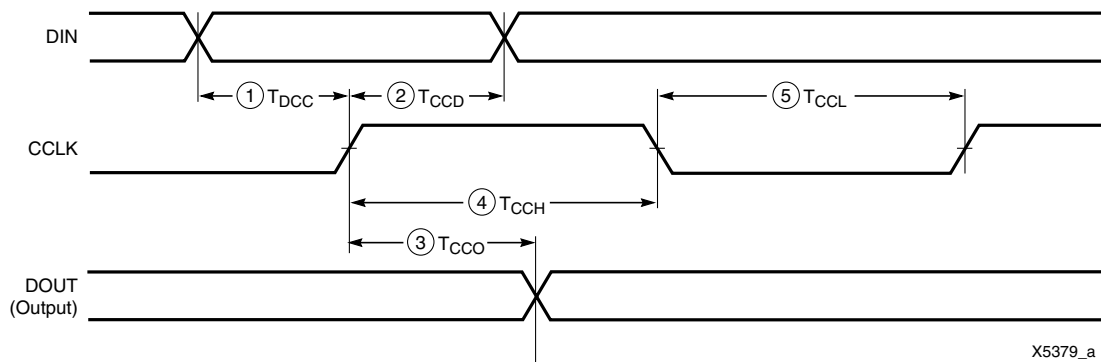 DIN
1 TDCC
2 TCCD
5 TCCL
CCLK
4 TCCH
3 TCCO
DOUT
(Output)
X5379_a